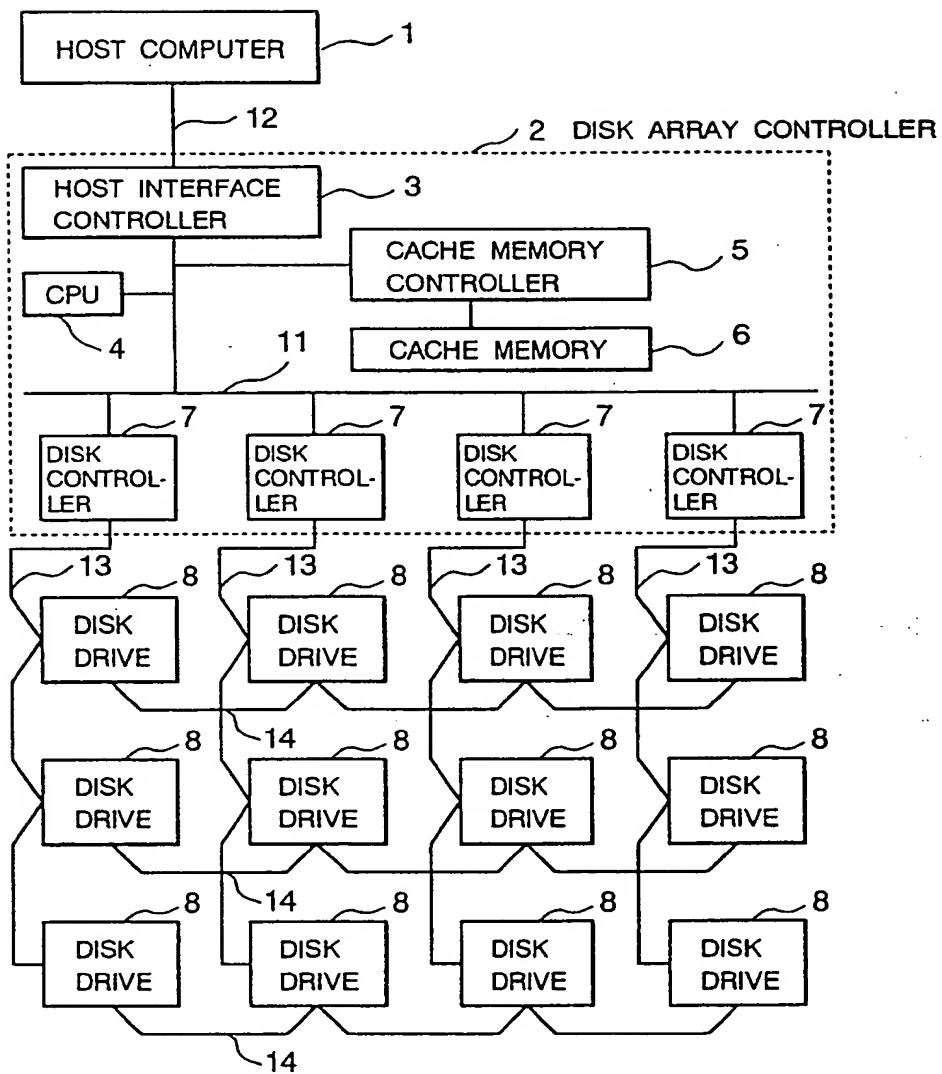 HOST COMPUTER
1
12
2 DISK ARRAY CONTROLLER
HOST INTERFACE
CONTROLLER
3
CACHE MEMORY
CONTROLLER
5
CPU
4
CACHE MEMORY
6
11
7
7
7
7
DISK
CONTROL-
LER
DISK
CONTROL-
LER
DISK
CONTROL-
LER
DISK
CONTROL-
LER
13
8
13
8
13
8
13
8
DISK
DRIVE
DISK
DRIVE
DISK
DRIVE
DISK
DRIVE
14
8
8
8
8
DISK
DRIVE
DISK
DRIVE
DISK
DRIVE
DISK
DRIVE
14
8
8
8
8
DISK
DRIVE
DISK
DRIVE
DISK
DRIVE
DISK
DRIVE
14